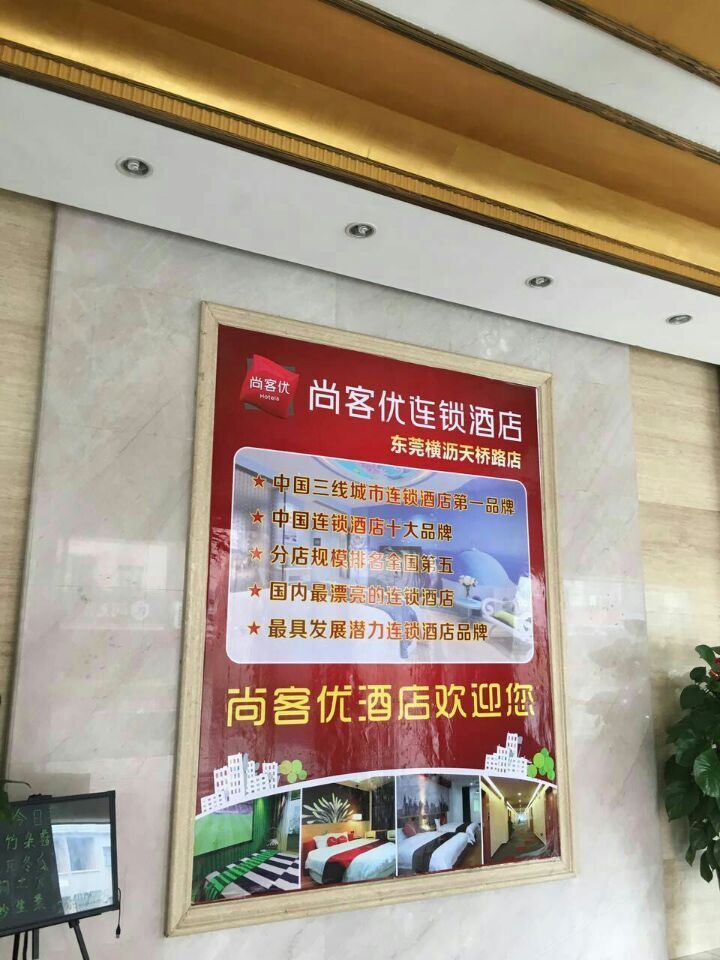 尚客优
Hotels
尚客优连锁酒店
东莞横沥天桥路店
★中国三线城市连锁酒店第一品牌
★中国连锁酒店十大品牌
★分店规模排名全国第五
★国内最漂亮的连锁酒店
★最具发展潜力连锁酒店品牌
尚客优酒店欢迎您
今日